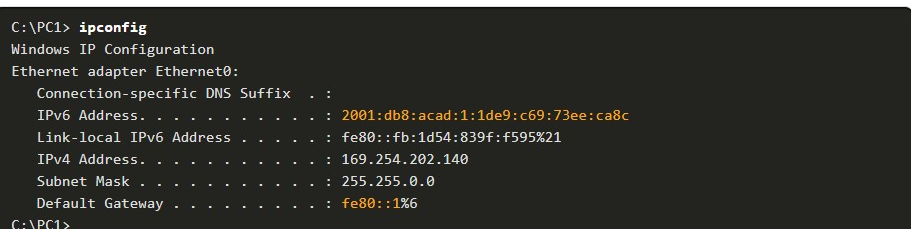 C:\PC1> ipconfig
Windows IP Configuration
Ethernet adapter Ethernet0:
   Connection-specific DNS Suffix  . :
   IPv6 Address. . . . . . . . . . . : 2001:db8:acad:1:1de9:c69:73ee:ca8c
   Link-local IPv6 Address . . . . . : fe80::fb:1d54:839f:f595%21
   IPv4 Address. . . . . . . . . . . : 169.254.202.140
   Subnet Mask . . . . . . . . . . . : 255.255.0.0
   Default Gateway . . . . . . . . . : fe80::1%6
C:\PC1>